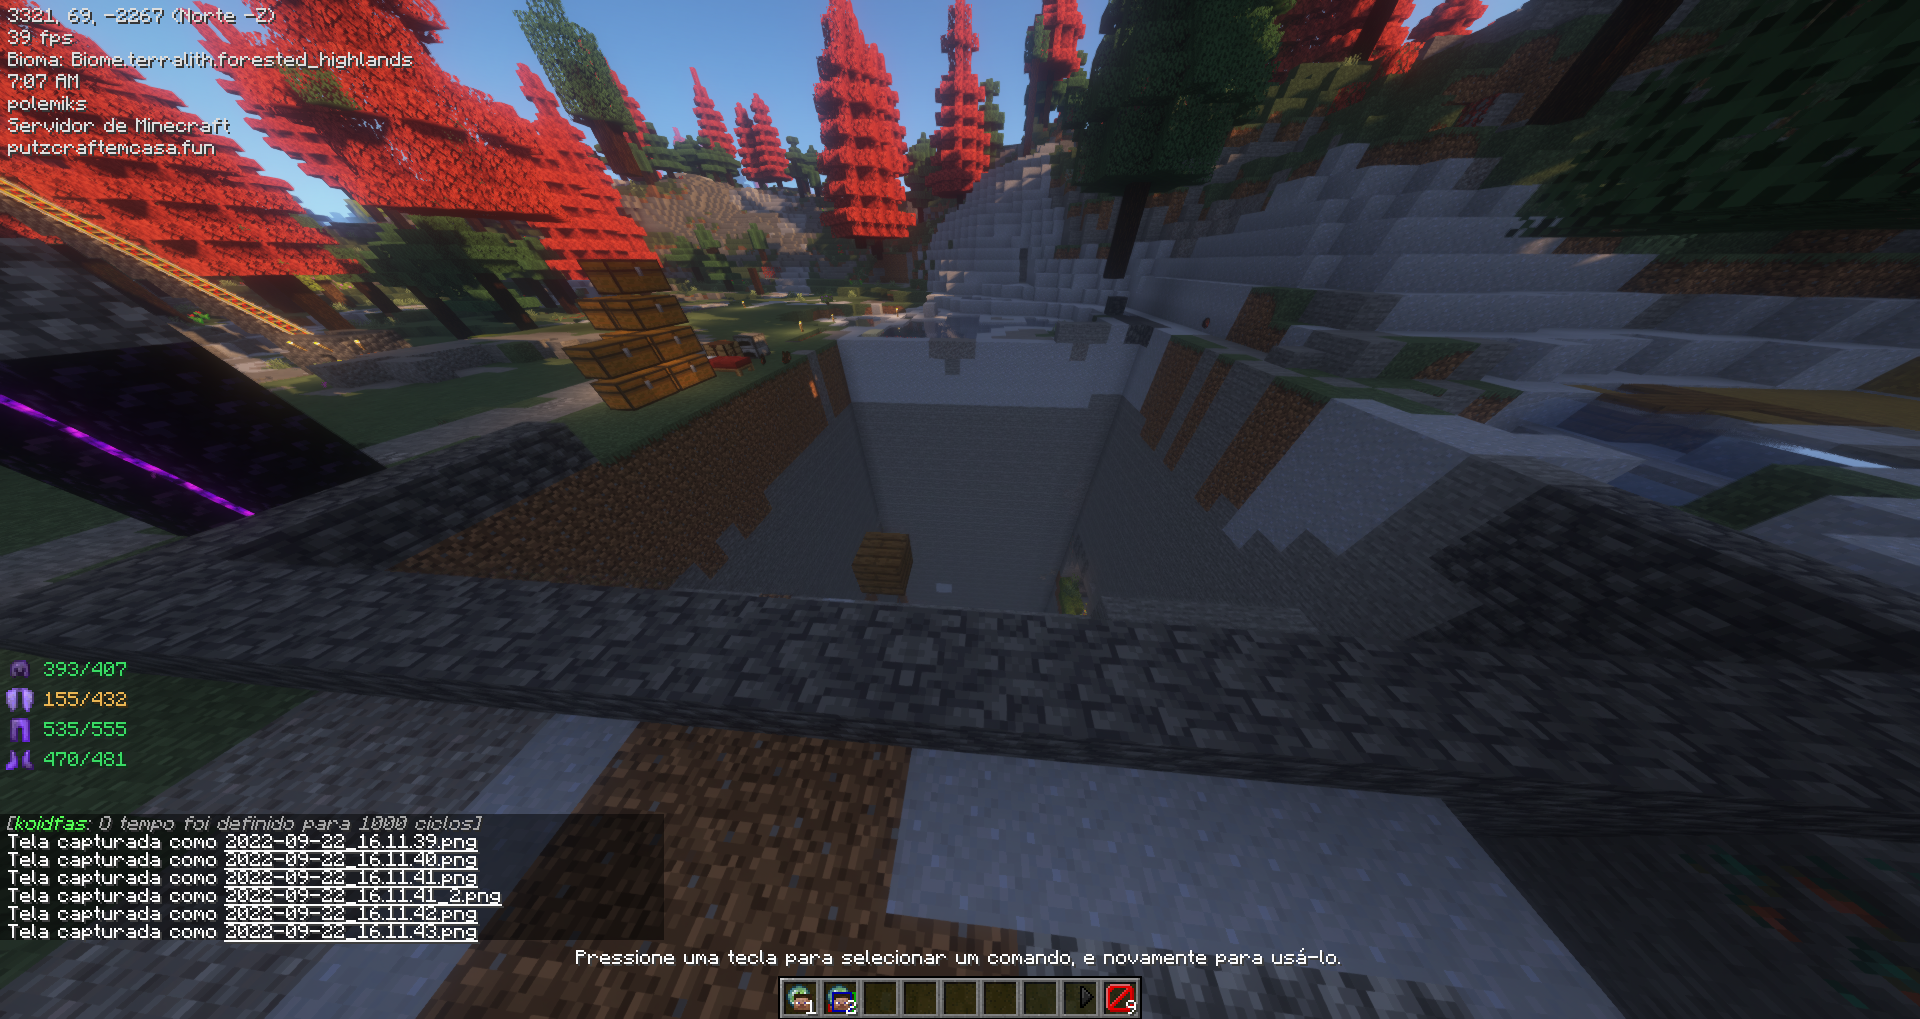 3321, 69, -2267 (Norte -Z)
39 fps
Bioma: Biome.terralith.forested_highlands
7:07 AM
polemiks
Servidor de Minecraft
putzcraftemcasa.fun
393/407
155/432
535/555
470/481
[koidfas: O tempo foi definido para 1000 ciclos]
Tela capturada como 2022-09-22_16.11.39.png
Tela capturada como 2022-09-22_16.11.40.png
Tela capturada como 2022-09-22_16.11.41.png
Tela capturada como 2022-09-22_16.11.41_2.png
Tela capturada como 2022-09-22_16.11.42.png
Tela capturada como 2022-09-22_16.11.43.png
Pressione uma tecla para selecionar um comando, e novamente para usá-lo.
1 2 9